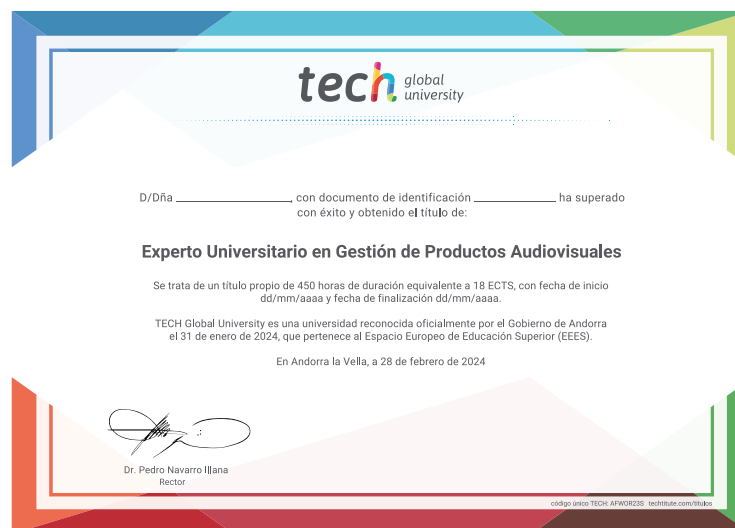 tech global university
D/Dña ____________________, con documento de identificación ______________ ha superado
con éxito y obtenido el título de:
Experto Universitario en Gestión de Productos Audiovisuales
Se trata de un título propio de 450 horas de duración equivalente a 18 ECTS, con fecha de inicio
dd/mm/aaaa y fecha de finalización dd/mm/aaaa.
TECH Global University es una universidad reconocida oficialmente por el Gobierno de Andorra
el 31 de enero de 2024, que pertenece al Espacio Europeo de Educación Superior (EEES).
En Andorra la Vella, a 28 de febrero de 2024
Dr. Pedro Navarro Illana
Rector
código único TECH: AFWOR23S techtitute.com/titulos